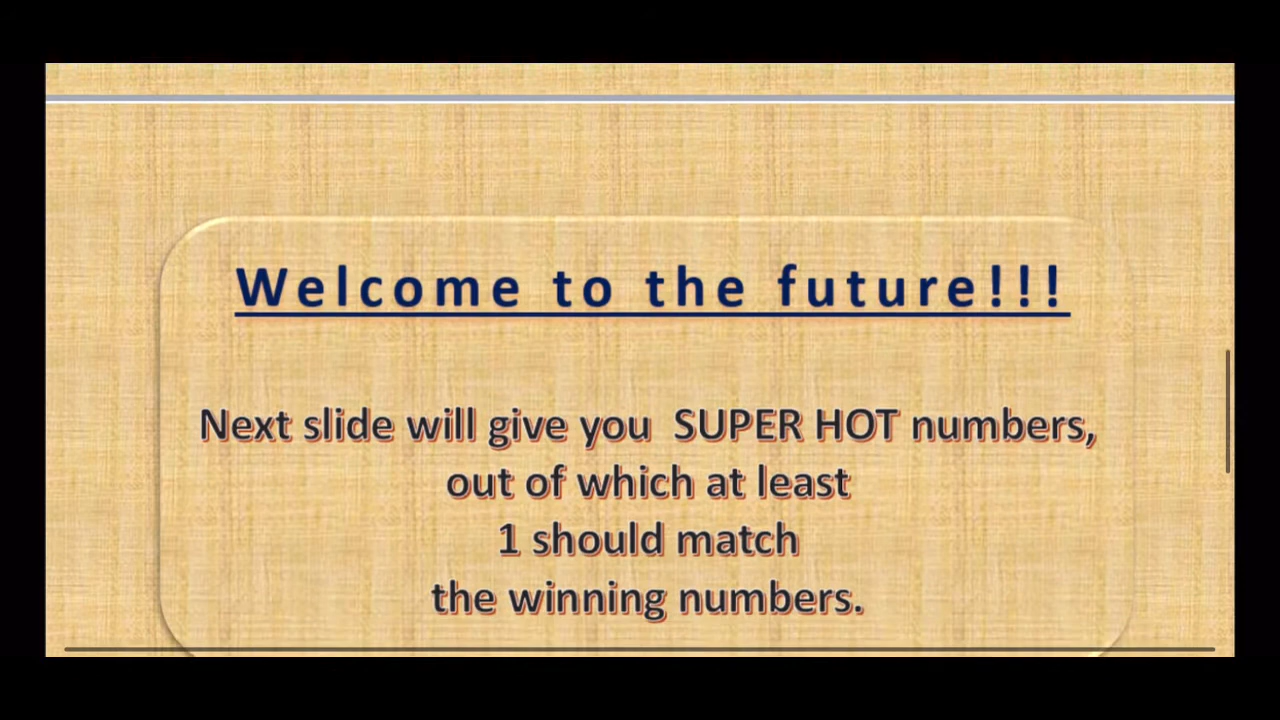 Welcome to the future!!!
Next slide will give you SUPER HOT numbers,
out of which at least
1 should match
the winning numbers.